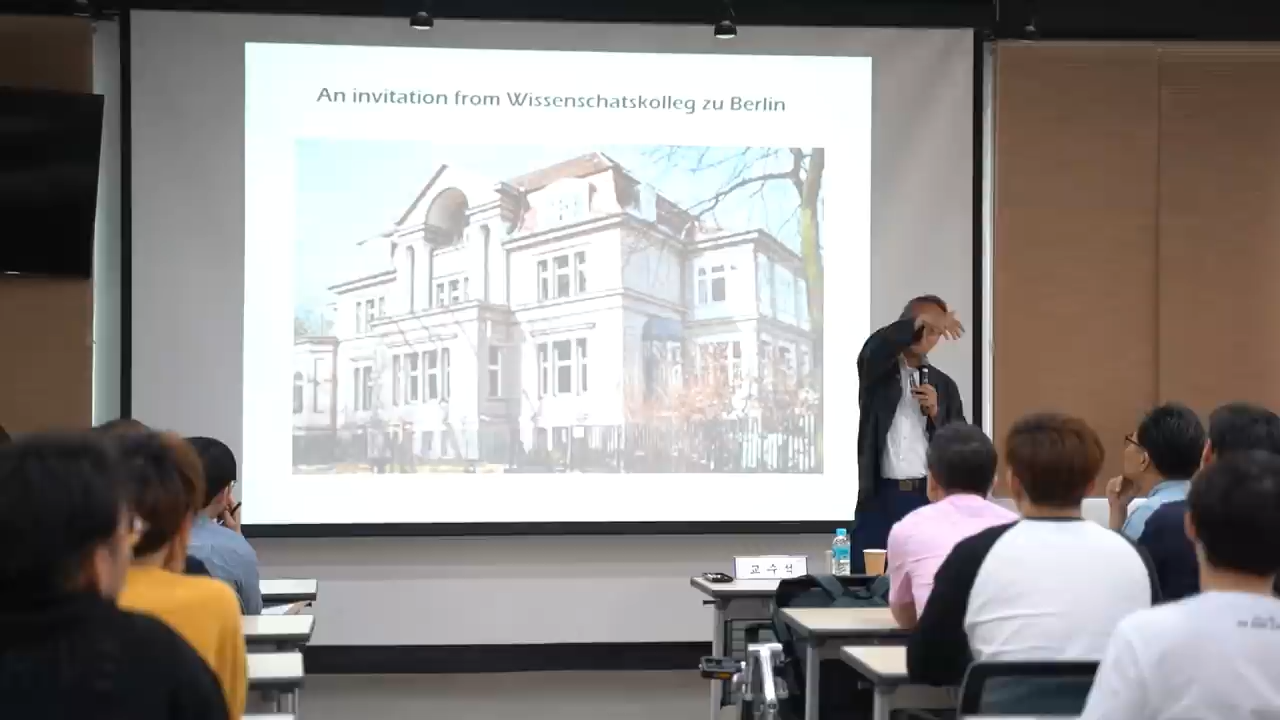 An invitation from Wissenschatskolleg zu Berlin
교 수 석